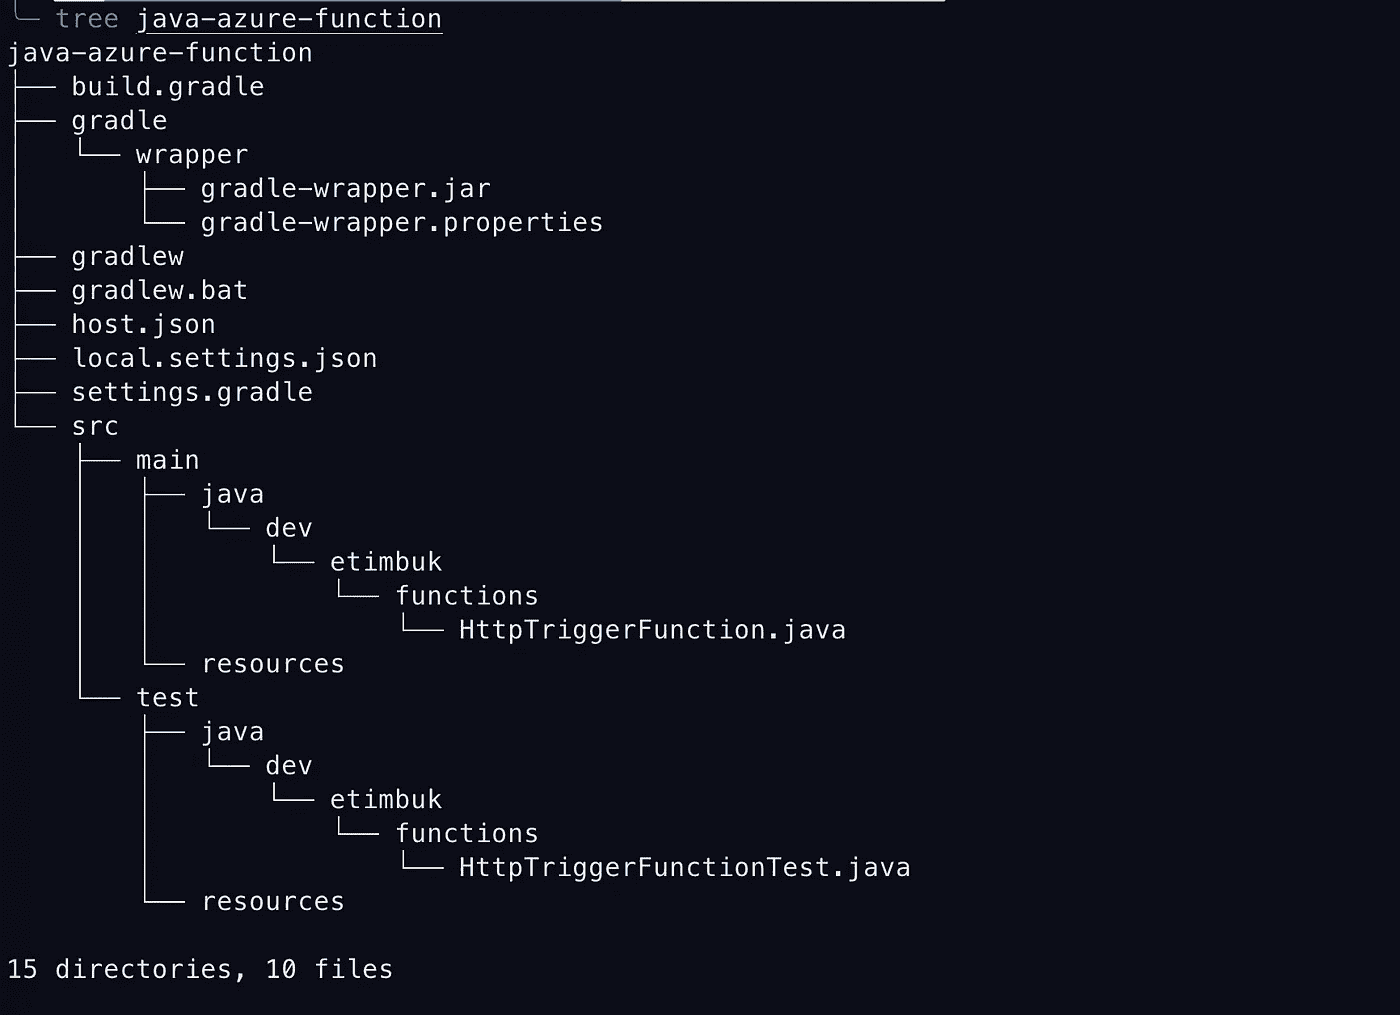 ╰─ tree java-azure-function
java-azure-function
├── build.gradle
├── gradle
│   └── wrapper
│       ├── gradle-wrapper.jar
│       └── gradle-wrapper.properties
├── gradlew
├── gradlew.bat
├── host.json
├── local.settings.json
├── settings.gradle
└── src
    ├── main
    │   ├── java
    │   │   └── dev
    │   │       └── etimbuk
    │   │           └── functions
    │   │               └── HttpTriggerFunction.java
    │   └── resources
    └── test
        ├── java
        │   └── dev
        │       └── etimbuk
        │           └── functions
        │               └── HttpTriggerFunctionTest.java
        └── resources

15 directories, 10 files